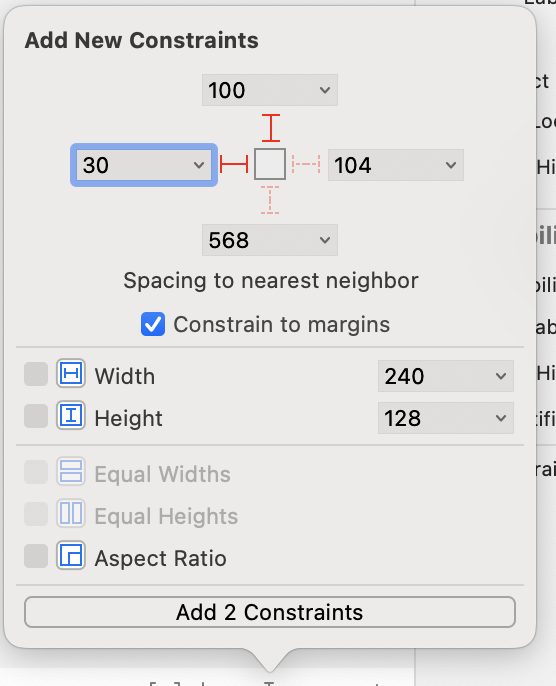 Add New Constraints
100
30
104
568
Spacing to nearest neighbor
Constrain to margins
Width
240
Height
128
Equal Widths
Equal Heights
Aspect Ratio
Add 2 Constraints